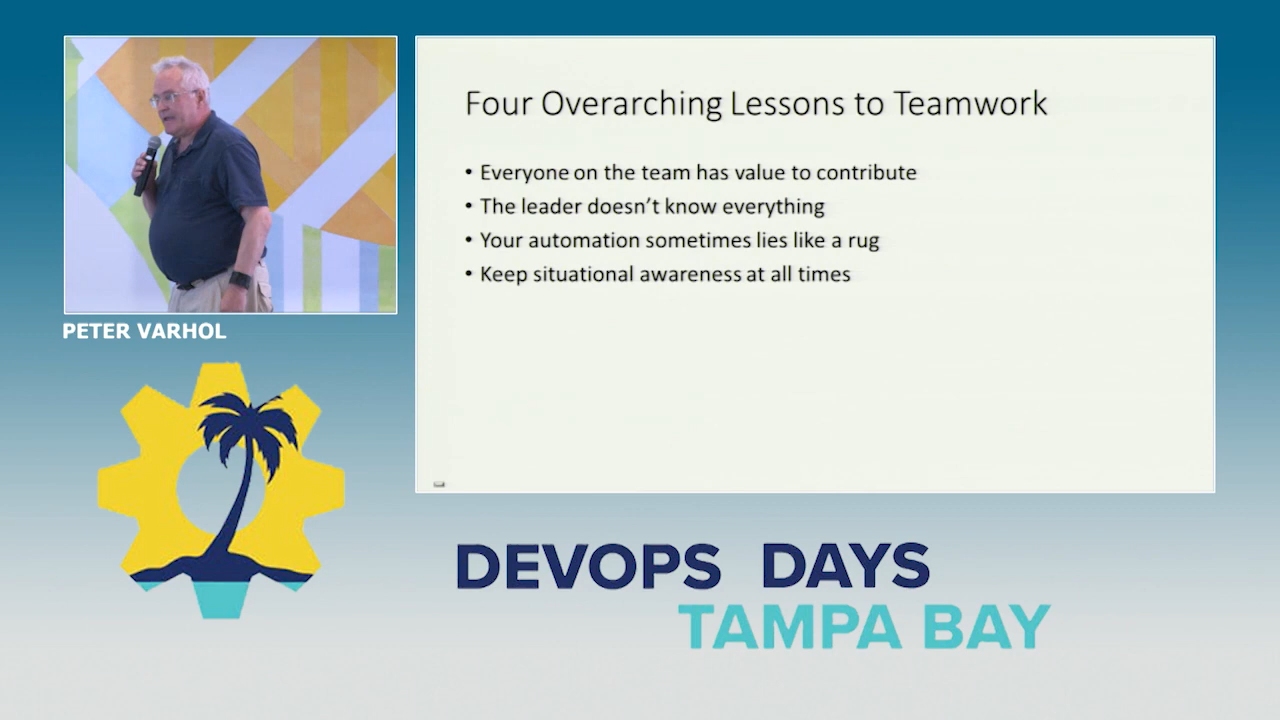 Four Overarching Lessons to Teamwork
• Everyone on the team has value to contribute
• The leader doesn't know everything
• Your automation sometimes lies like a rug
• Keep situational awareness at all times
PETER VARHOL
DEVOPS DAYS
TAMPA BAY